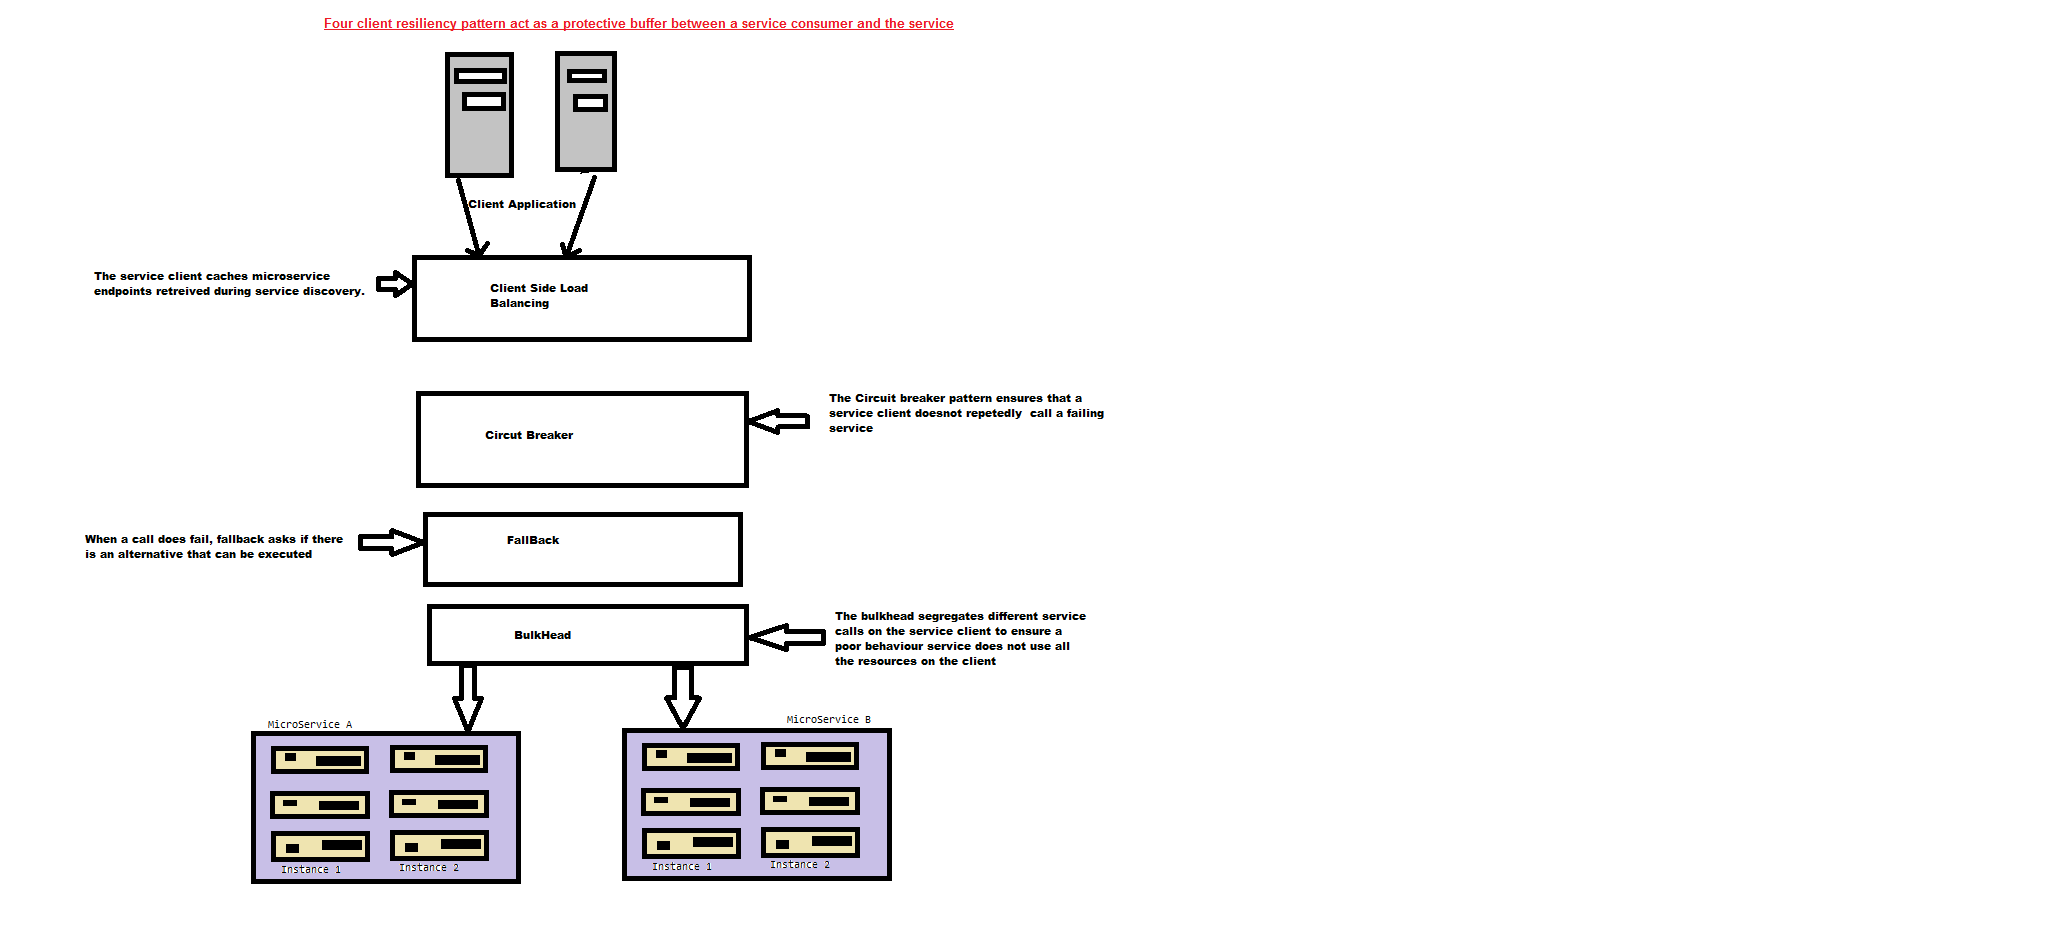 Four client resiliency pattern act as a protective buffer between a service consumer and the service
Client Application
The service client caches microservice
endpoints retreived during service discovery.
Client Side Load
Balancing
The Circuit breaker pattern ensures that a
service client doesnot repetedly  call a failing
service
Circut Breaker
When a call does fail, fallback asks if there
is an alternative that can be executed
FallBack
The bulkhead segregates different service
calls on the service client to ensure a
poor behaviour service does not use all
the resources on the client
BulkHead
MicroService A
MicroService B
Instance 1
Instance 2
Instance 1
Instance 2